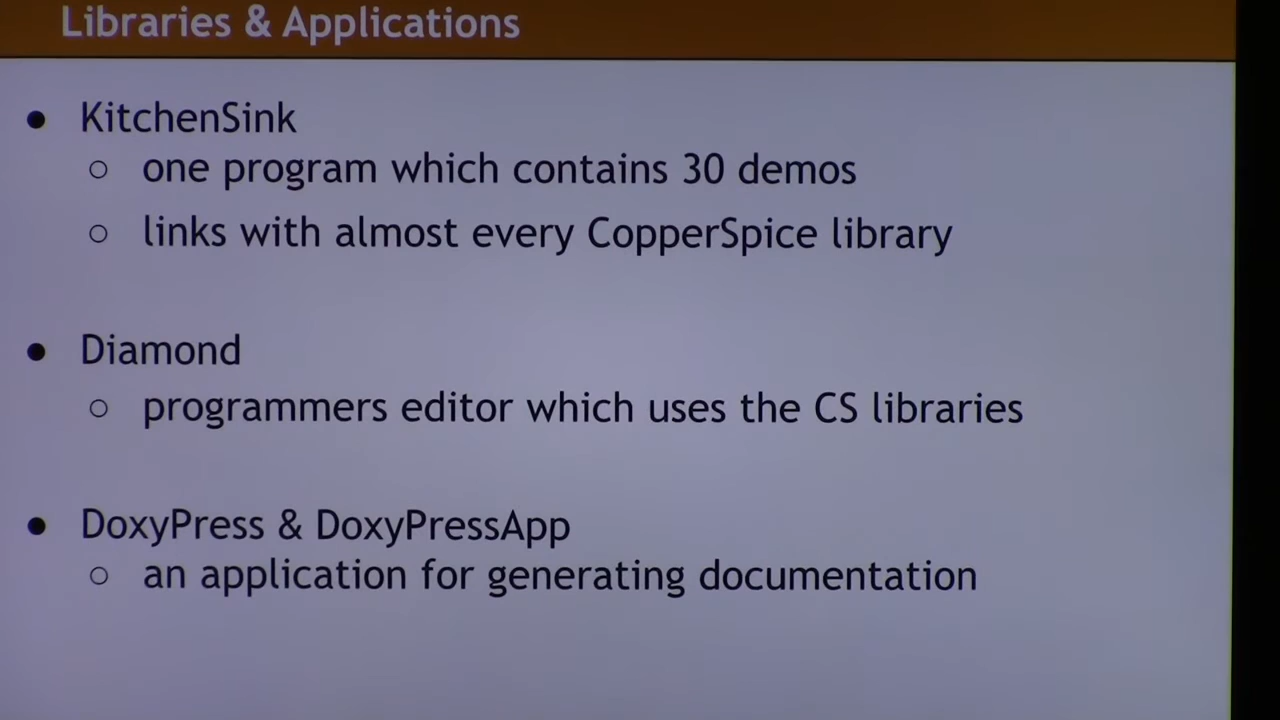 Libraries & Applications
● KitchenSink
○ one program which contains 30 demos
○ links with almost every CopperSpice library
● Diamond
○ programmers editor which uses the CS libraries
● DoxyPress & DoxyPressApp
○ an application for generating documentation